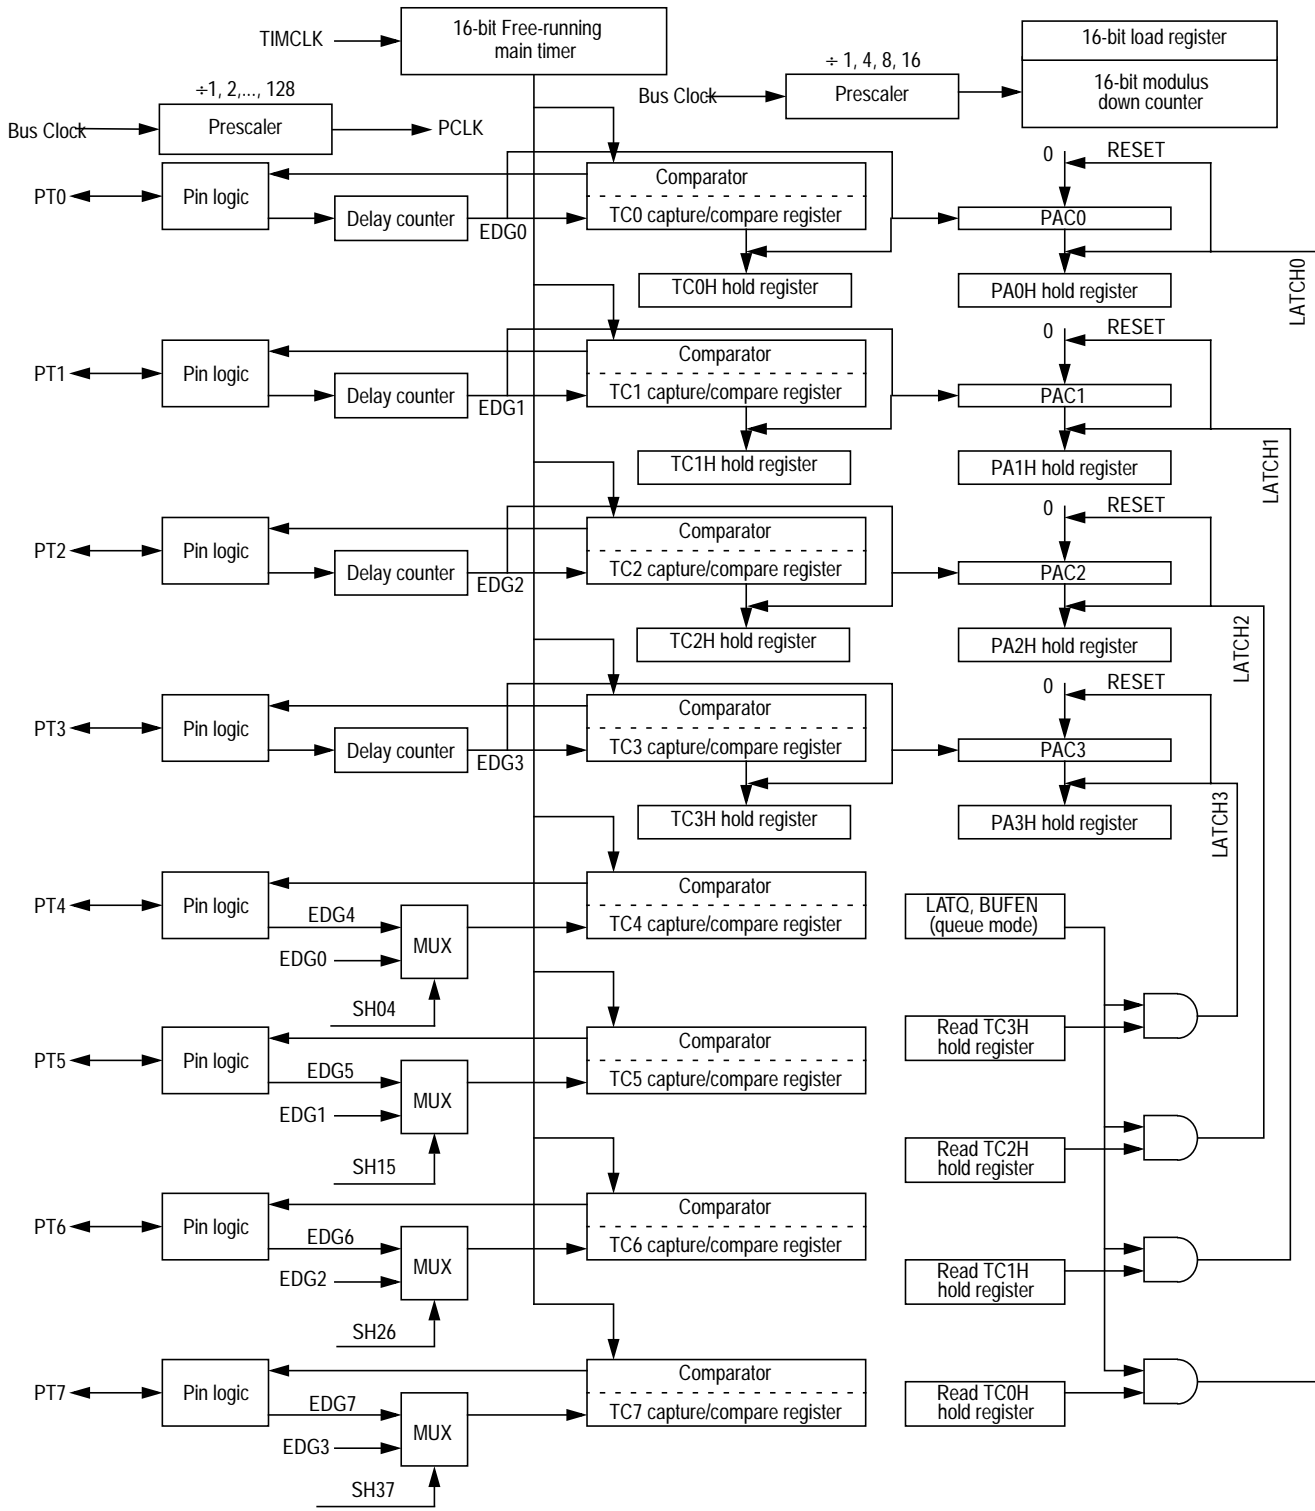 TIMCLK
16-bit Free-running
main timer
16-bit load register
16-bit modulus
down counter
÷ 1, 4, 8, 16
Bus Clock
Prescaler
÷1, 2,..., 128
Bus Clock
Prescaler
PCLK
PT0
Pin logic
Delay counter
EDG0
Comparator
TC0 capture/compare register
TC0H hold register
0
RESET
PAC0
PA0H hold register
LATCH0
PT1
Pin logic
Delay counter
EDG1
Comparator
TC1 capture/compare register
TC1H hold register
0
RESET
PAC1
PA1H hold register
LATCH1
PT2
Pin logic
Delay counter
EDG2
Comparator
TC2 capture/compare register
TC2H hold register
0
RESET
PAC2
PA2H hold register
LATCH2
PT3
Pin logic
Delay counter
EDG3
Comparator
TC3 capture/compare register
TC3H hold register
0
RESET
PAC3
PA3H hold register
LATCH3
PT4
Pin logic
EDG4
EDG0
MUX
SH04
Comparator
TC4 capture/compare register
LATQ, BUFEN
(queue mode)
Read TC3H
hold register
PT5
Pin logic
EDG5
EDG1
MUX
SH15
Comparator
TC5 capture/compare register
Read TC2H
hold register
PT6
Pin logic
EDG6
EDG2
MUX
SH26
Comparator
TC6 capture/compare register
Read TC1H
hold register
PT7
Pin logic
EDG7
EDG3
MUX
SH37
Comparator
TC7 capture/compare register
Read TC0H
hold register